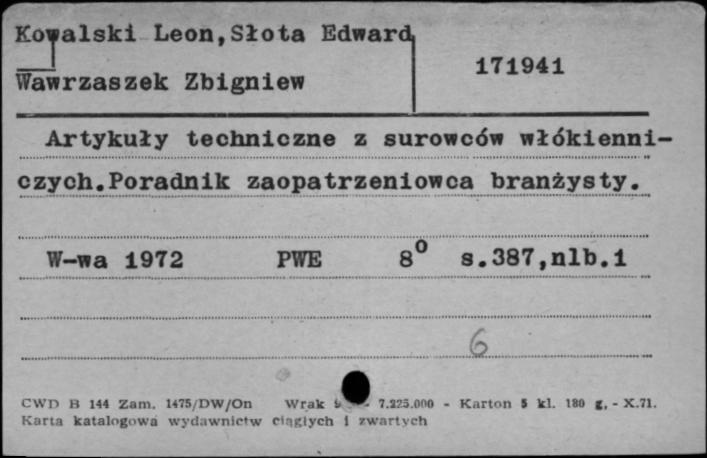 Kowalski Leon,Słota Edward
Wawrzaszek Zbigniew
171941
Artykuły techniczne z surowców włókienni-
czych.Poradnik zaopatrzeniowca branżysty.
W-wa 1972 PWE 8° s.387,nlb.1
6
CWD B 144 Zam. 1475/DW/On Wrak - 7.225.000 - Karton 5 kl. 180 g, - X.71.
Karta katalogowa wydawnictw ciągłych i zwartych